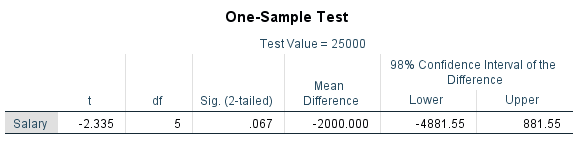 One-Sample Test
Test Value = 25000
98% Confidence Interval of the Difference
t df Sig. (2-tailed) Mean Difference Lower Upper
Salary -2.335 5 .067 -2000.000 -4881.55 881.55